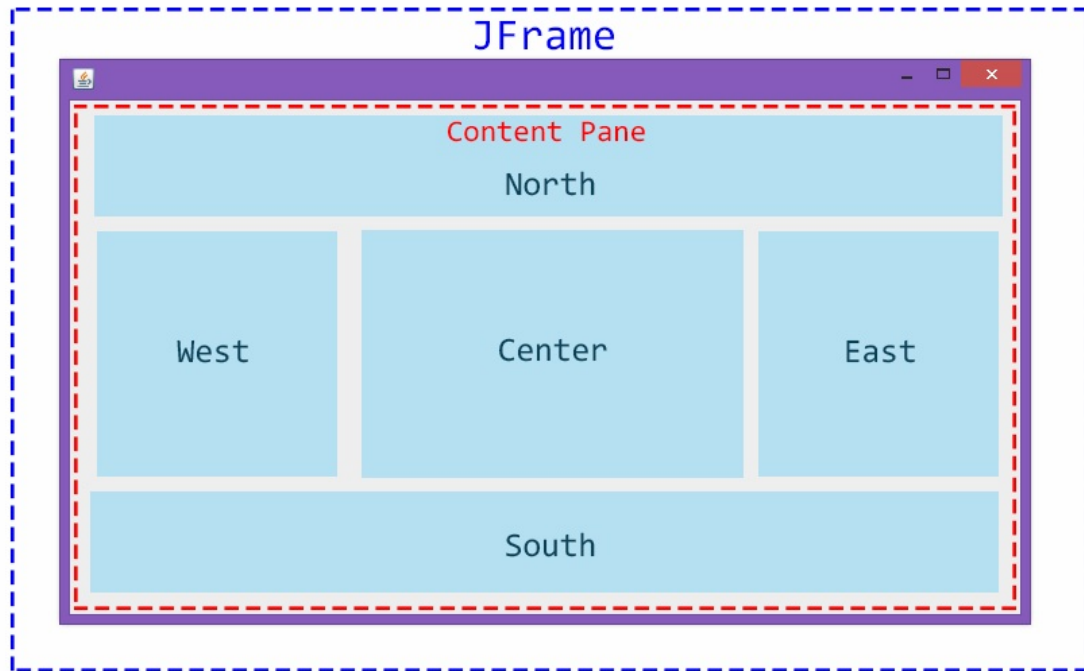 JFrame
Content Pane
North
West
Center
East
South